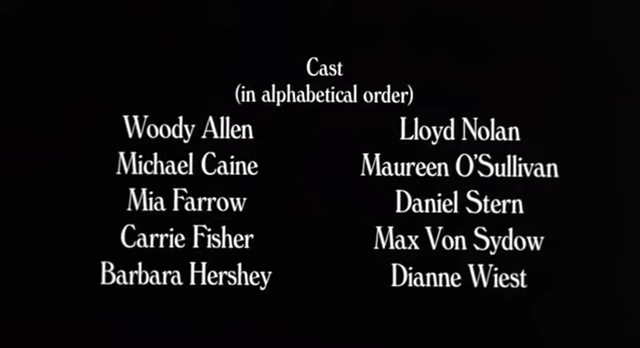 Cast
(in alphabetical order)
Woody Allen
Michael Caine
Mia Farrow
Carrie Fisher
Barbara Hershey
Lloyd Nolan
Maureen O'Sullivan
Daniel Stern
Max Von Sydow
Dianne Wiest